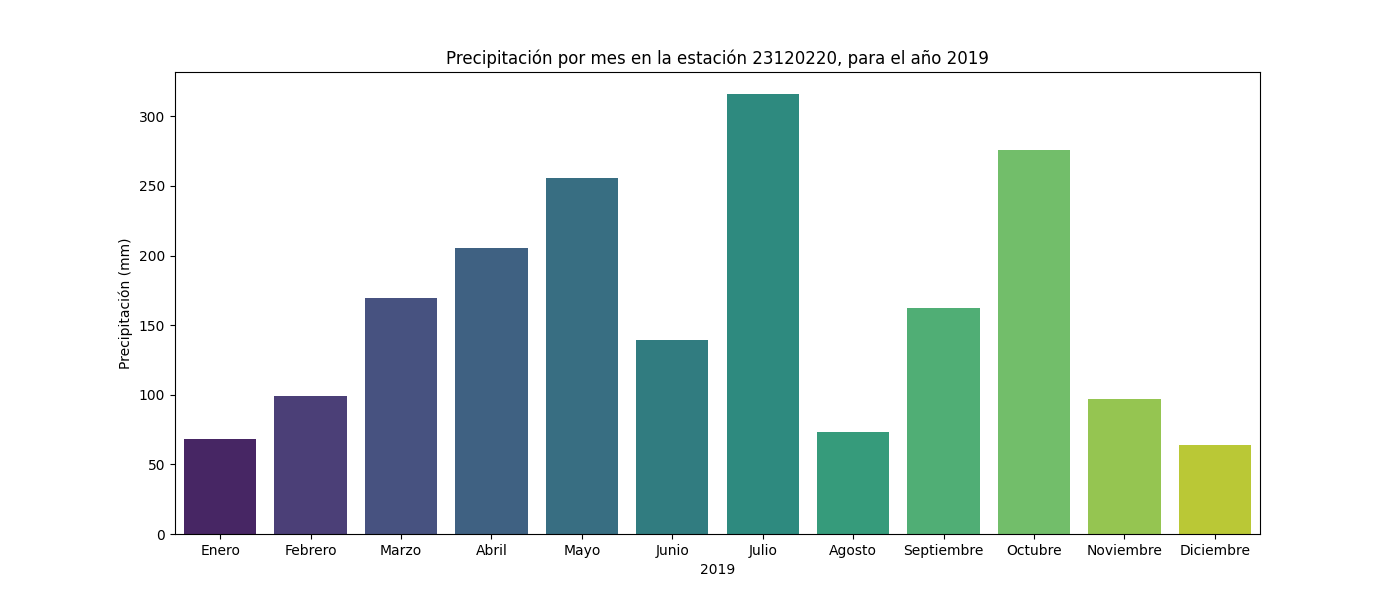 Precipitación por mes en la estación 23120220, para el año 2019
Precipitación (mm)
300
250
200
150
100
50
0
Enero Febrero Marzo Abril Mayo Junio Julio Agosto Septiembre Octubre Noviembre Diciembre
2019